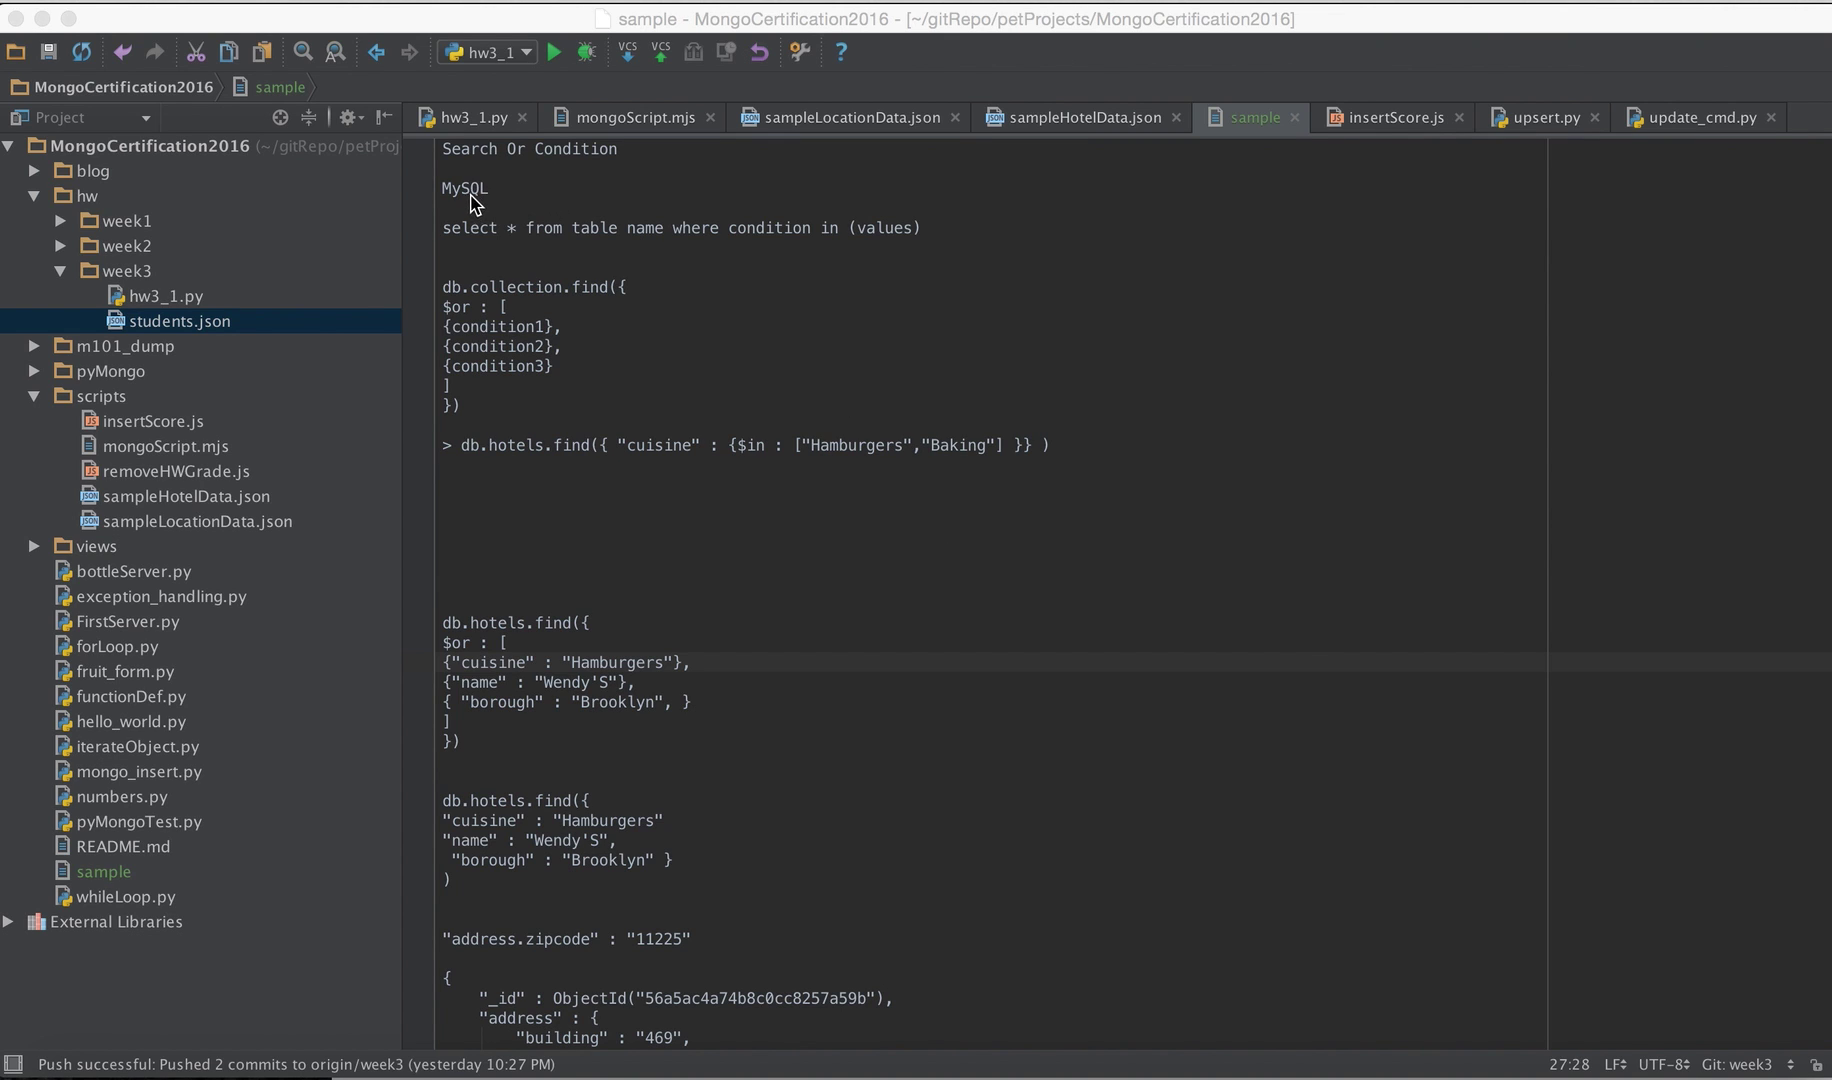 sample - MongoCertification2016 - [~/gitRepo/petProjects/MongoCertification2016]
hw3_1
VCS VCS
?
MongoCertification2016 sample
Project
hw3_1.py mongoScript.mjs sampleLocationData.json sampleHotelData.json sample insertScore.js upsert.py update_cmd.py
MongoCertification2016 (~/gitRepo/petProj
blog
hw
week1
week2
week3
hw3_1.py
students.json
m101_dump
pyMongo
scripts
insertScore.js
mongoScript.mjs
removeHWGrade.js
sampleHotelData.json
sampleLocationData.json
views
bottleServer.py
exception_handling.py
FirstServer.py
forLoop.py
fruit_form.py
functionDef.py
hello_world.py
iterateObject.py
mongo_insert.py
numbers.py
pyMongoTest.py
README.md
sample
whileLoop.py
External Libraries
Search Or Condition
MySQL
select * from table name where condition in (values)
db.collection.find({
$or : [
{condition1},
{condition2},
{condition3}
]
})
> db.hotels.find({ "cuisine" : {$in : ["Hamburgers","Baking"] }} )
db.hotels.find({
$or : [
{"cuisine" : "Hamburgers"},
{"name" : "Wendy'S"},
{ "borough" : "Brooklyn", }
]
})
db.hotels.find({
"cuisine" : "Hamburgers"
"name" : "Wendy'S",
"borough" : "Brooklyn" }
)
"address.zipcode" : "11225"
{
"_id" : ObjectId("56a5ac4a74b8c0cc8257a59b"),
"address" : {
"building" : "469",
Push successful: Pushed 2 commits to origin/week3 (yesterday 10:27 PM)
27:28 LF UTF-8 Git: week3